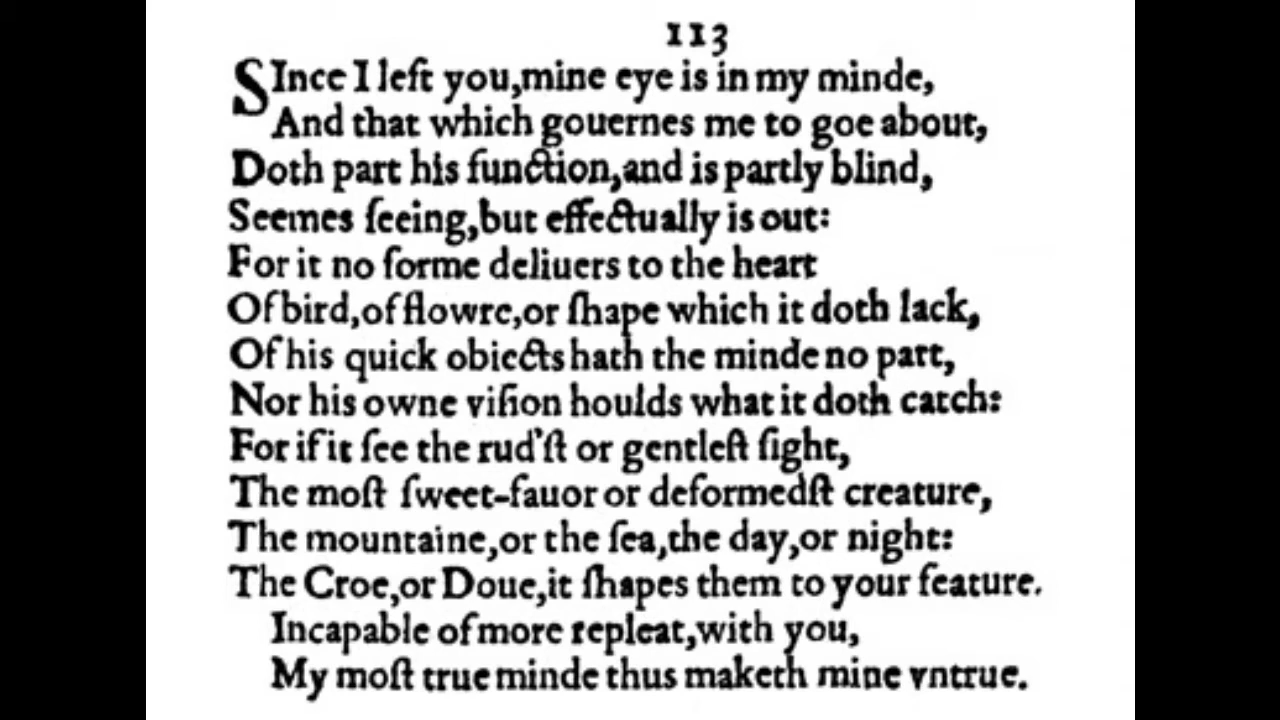 113
SInce I left you,mine eye is in my minde,
And that which gouernes me to goe about,
Doth part his function,and is partly blind,
Seemes ſeeing,but effectually is out:
For it no forme deliuers to the heart
Of bird,of flowre,or ſhape which it doth lack,
Of his quick obiects hath the minde no part,
Nor his owne viſion houlds what it doth catch:
For if it ſee the rud'ſt or gentleſt ſight,
The moſt ſweet-fauor or deformedſt creature,
The mountaine,or the ſea,the day,or night:
The Croe,or Doue,it ſhapes them to your feature.
Incapable of more repleat,with you,
My moſt true minde thus maketh mine vntrue.